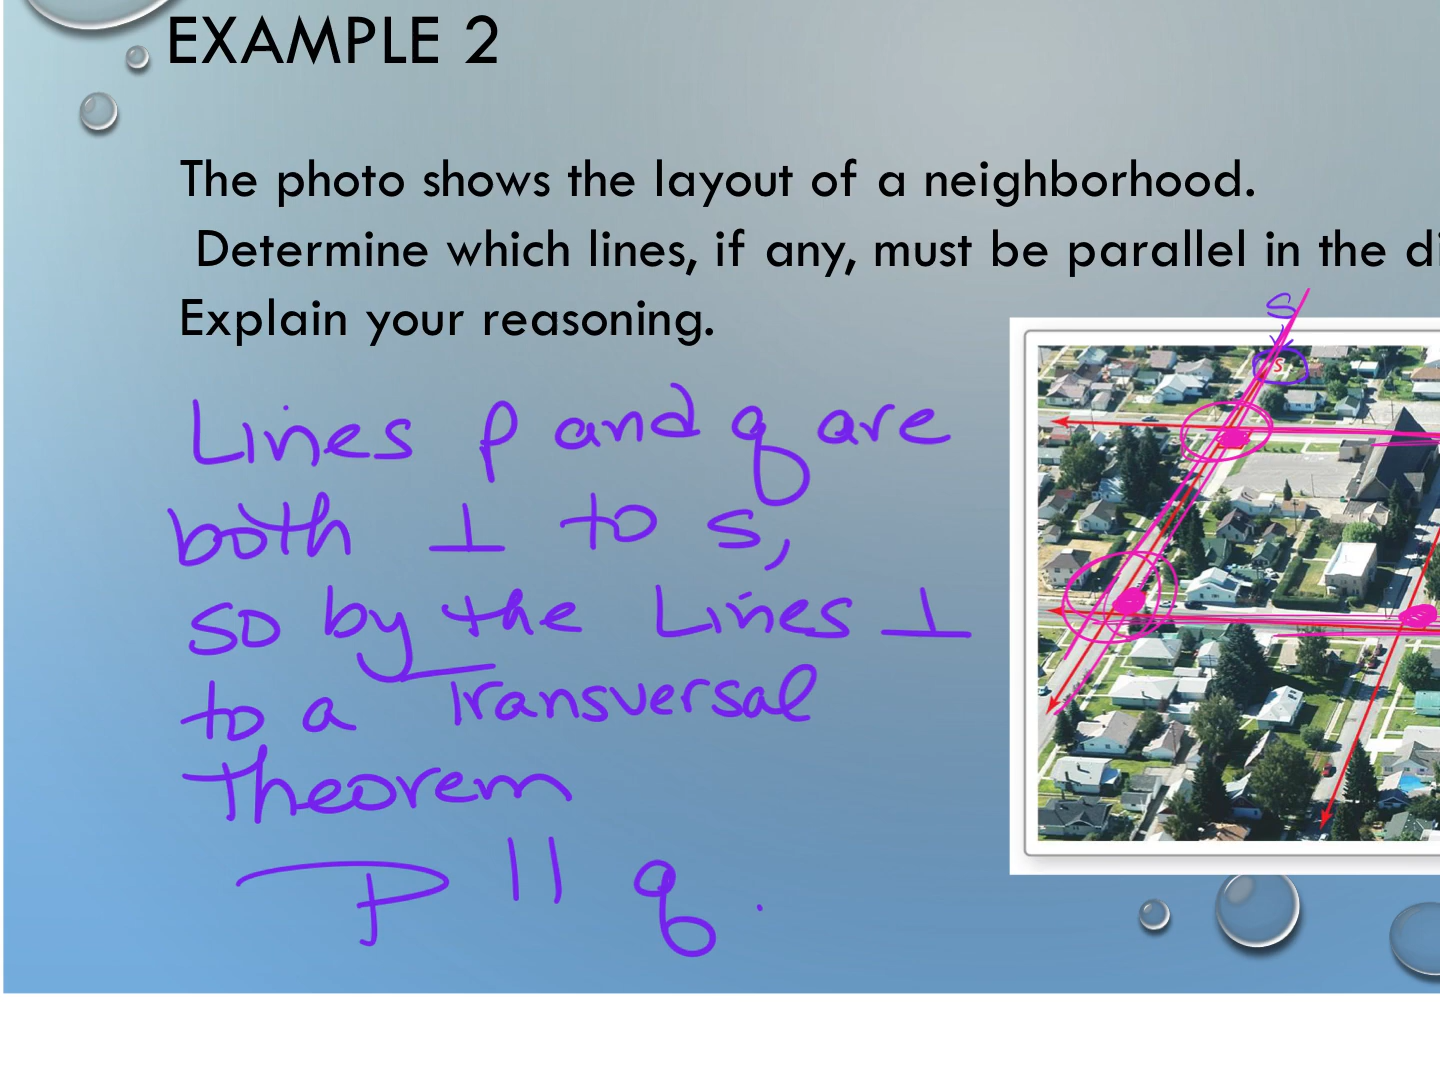 EXAMPLE 2
The photo shows the layout of a neighborhood.
Determine which lines, if any, must be parallel in the di
Explain your reasoning.
S
s
Lines p and q are
both ⊥ to s,
so by the Lines ⊥
to a Transversal
Theorem
P || q.